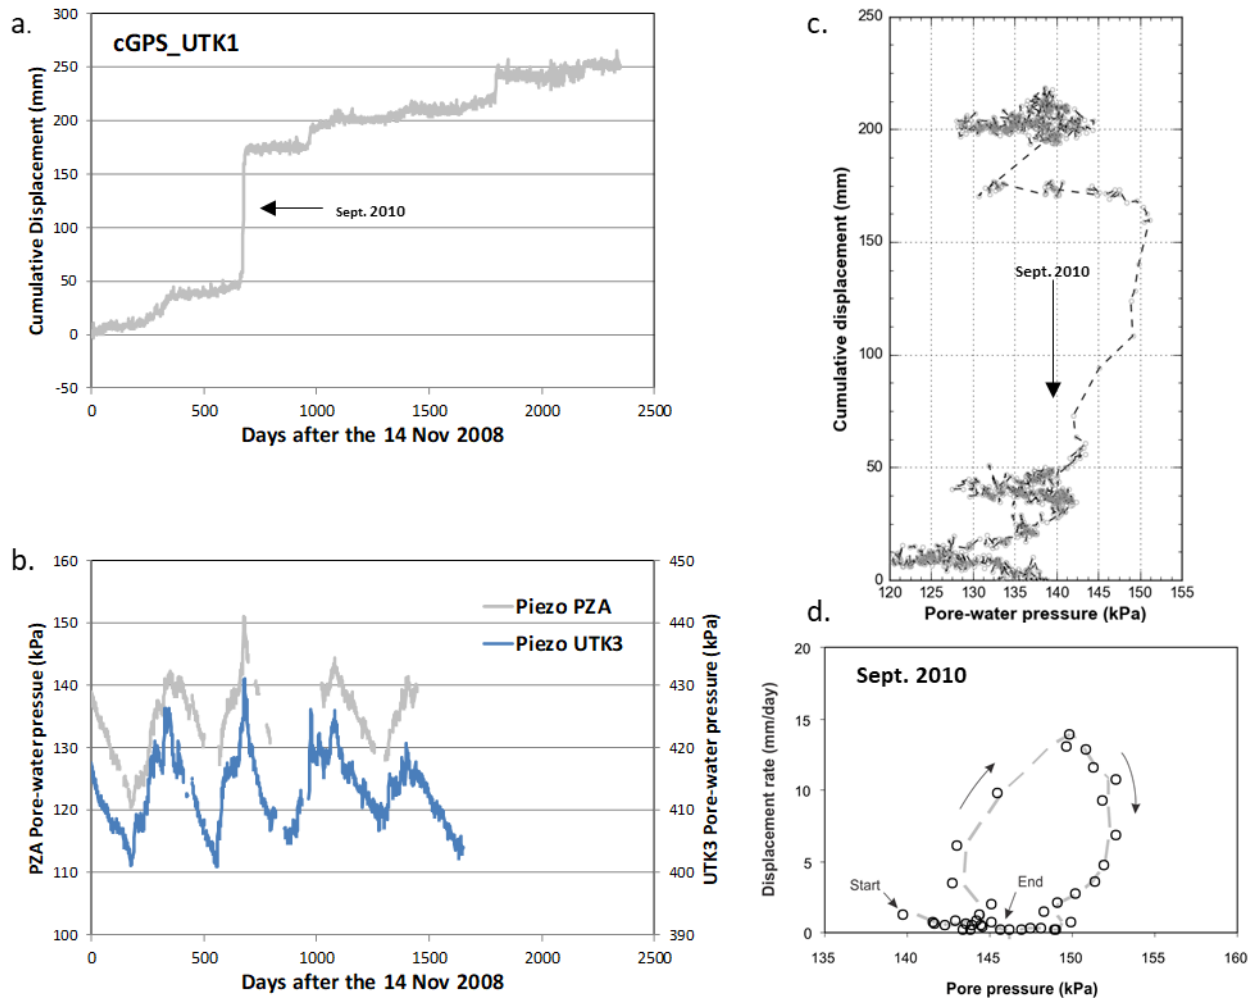 a.
cGPS_UTK1
Cumulative Displacement (mm)
300
250
200
150
100
50
0
-50
Sept. 2010
0 500 1000 1500 2000 2500
Days after the 14 Nov 2008
b.
PZA Pore-water pressue (kPa)
160
150
140
130
120
110
100
Piezo PZA
Piezo UTK3
450
440
430
420
410
400
390
UTK3 Pore-water pressure (kPa)
0 500 1000 1500 2000 2500
Days after the 14 Nov 2008
c.
Cumulative displacement (mm)
250
200
150
100
50
0
Sept. 2010
120 125 130 135 140 145 150 155
Pore-water pressure (kPa)
d.
Displacement rate (mm/day)
20
15
10
5
0
Sept. 2010
Start
End
135 140 145 150 155 160
Pore pressure (kPa)